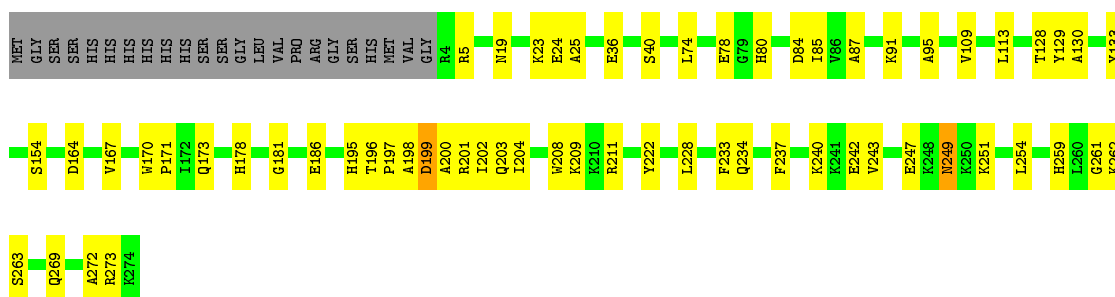 MET GLY SER SER HIS HIS HIS HIS HIS HIS SER SER GLY LEU VAL PRO ARG GLY SER HIS MET VAL GLY R4 R5 N19 K23 E24 A25 E36 S40 L74 E78 G79 H80 D84 I85 V86 A87 K91 A95 V109 L113 T128 Y129 A130 Y133
S154 D164 V167 W170 P171 I172 Q173 H178 G181 E186 H195 T196 P197 A198 D199 A200 R201 I202 Q203 I204 W208 K209 K210 R211 Y222 L228 F233 Q234 F237 K240 K241 E242 V243 E247 K248 N249 K250 K251 L254 H259 L260 G261 K262
S263 Q269 A272 R273 K274